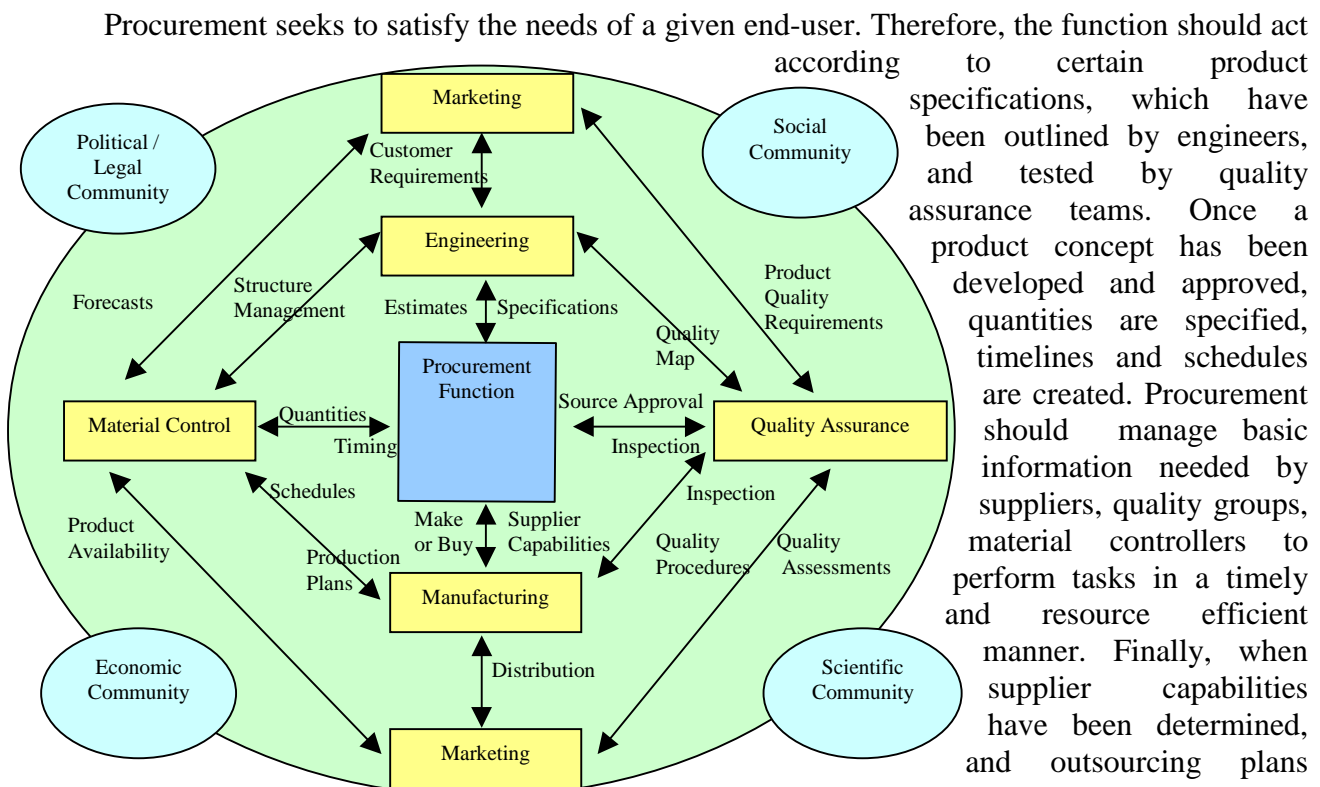 Procurement seeks to satisfy the needs of a given end-user. Therefore, the function should act
according to certain product
specifications, which have
been outlined by engineers,
and tested by quality
assurance teams. Once a
product concept has been
developed and approved,
quantities are specified,
timelines and schedules
are created. Procurement
should manage basic
information needed by
suppliers, quality groups,
material controllers to
perform tasks in a timely
and resource efficient
manner. Finally, when
supplier capabilities
have been determined,
and outsourcing plans
Marketing
Political /
Legal
Community
Social
Community
Customer
Requirements
Engineering
Forecasts
Structure
Management
Estimates
Specifications
Product
Quality
Requirements
Quality
Map
Procurement
Function
Material Control
Quantities
Timing
Source Approval
Inspection
Quality Assurance
Schedules
Inspection
Product
Availability
Make
or Buy
Supplier
Capabilities
Production
Plans
Quality
Procedures
Quality
Assessments
Manufacturing
Economic
Community
Distribution
Scientific
Community
Marketing